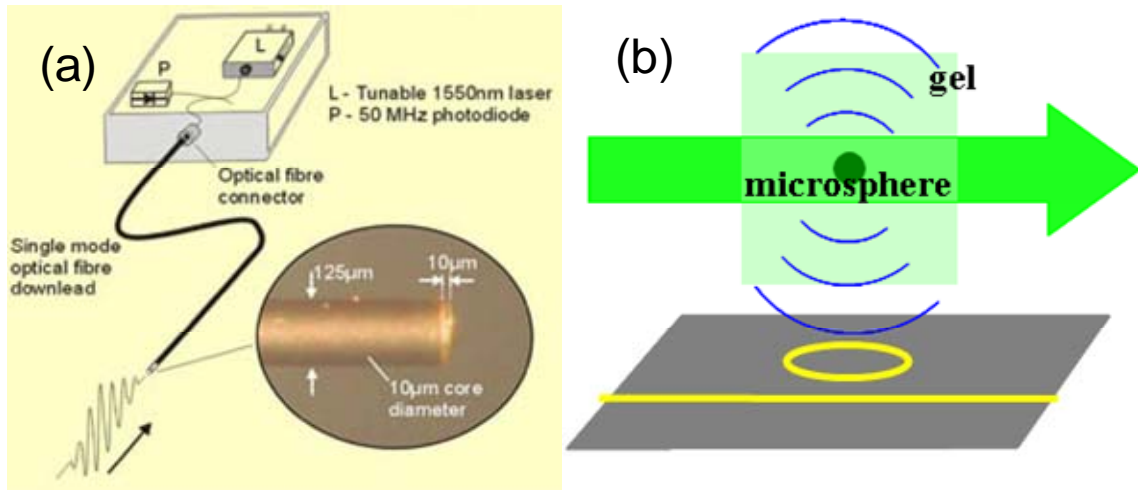 (a)
P
L
L - Tunable 1550nm laser
P - 50 MHz photodiode
Optical fibre
connector
Single mode
optical fibre
downlead
125µm
10µm
10µm core
diameter
(b)
gel
microsphere